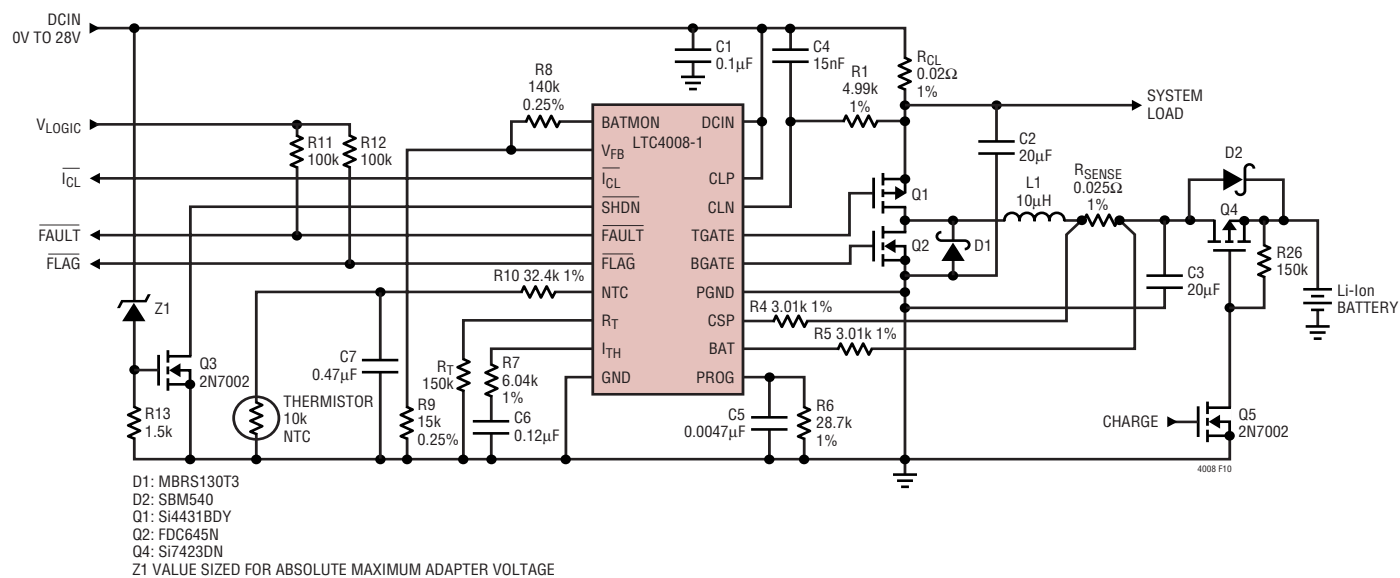 DCIN
0V TO 28V
VLOGIC
ICL
FAULT
FLAG
R11
100k
R12
100k
R8
140k
0.25%
C1
0.1µF
C4
15nF
R1
4.99k
1%
RCL
0.02Ω
1%
SYSTEM
LOAD
LTC4008-1
BATMON
VFB
ICL
SHDN
FAULT
FLAG
NTC
RT
ITH
GND
DCIN
CLP
CLN
TGATE
BGATE
PGND
CSP
BAT
PROG
C2
20µF
Q1
Q2
D1
L1
10µH
RSENSE
0.025Ω
1%
D2
Q4
R26
150k
C3
20µF
Li-Ion
BATTERY
R10 32.4k 1%
R4 3.01k 1%
R5 3.01k 1%
Z1
Q3
2N7002
R13
1.5k
THERMISTOR
10k
NTC
C7
0.47µF
R9
15k
0.25%
RT
150k
R7
6.04k
1%
C6
0.12µF
C5
0.0047µF
R6
28.7k
1%
CHARGE
Q5
2N7002
4008 F10
D1: MBRS130T3
D2: SBM540
Q1: Si4431BDY
Q2: FDC645N
Q4: Si7423DN
Z1 VALUE SIZED FOR ABSOLUTE MAXIMUM ADAPTER VOLTAGE